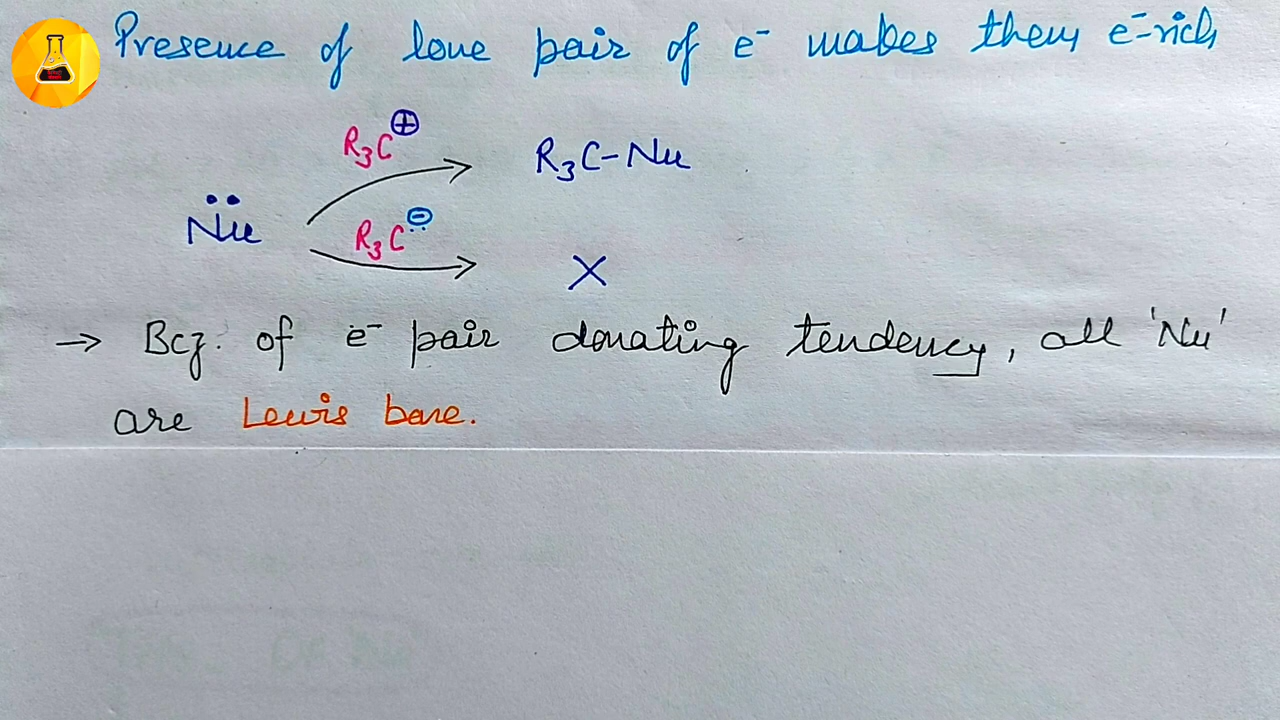 Presence of lone pair of e⁻ makes them e⁻rich
R₃C⊕
R₃C-Nu
N̈u
R₃C⊖
X
→ Bcz. of e⁻ pair donating tendency, all 'Nu'
are Lewis base.